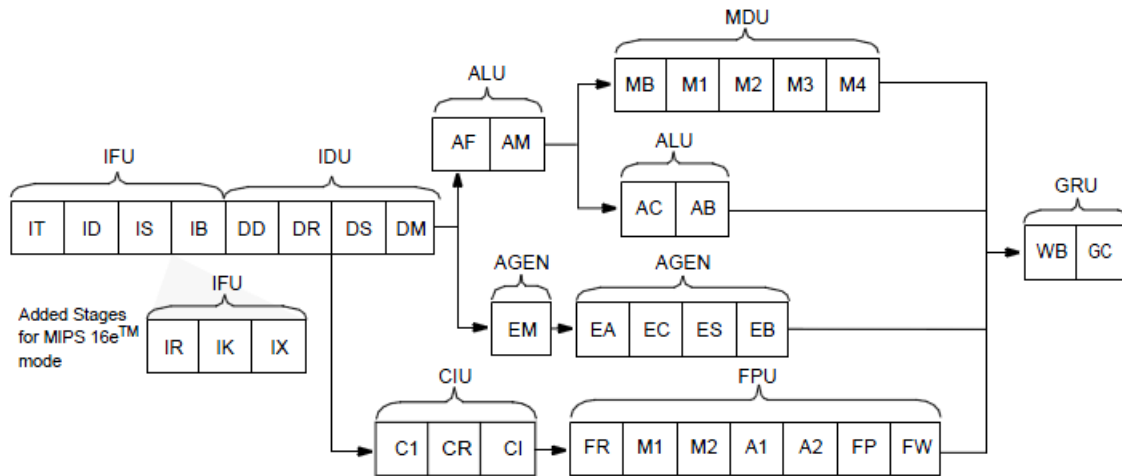 MDU
MB M1 M2 M3 M4
ALU
AF AM
ALU
AC AB
IFU IDU
IT ID IS IB DD DR DS DM
GRU
WB GC
AGEN AGEN
EM EA EC ES EB
IFU
Added Stages
for MIPS 16e™
mode
IR IK IX
CIU FPU
C1 CR CI FR M1 M2 A1 A2 FP FW